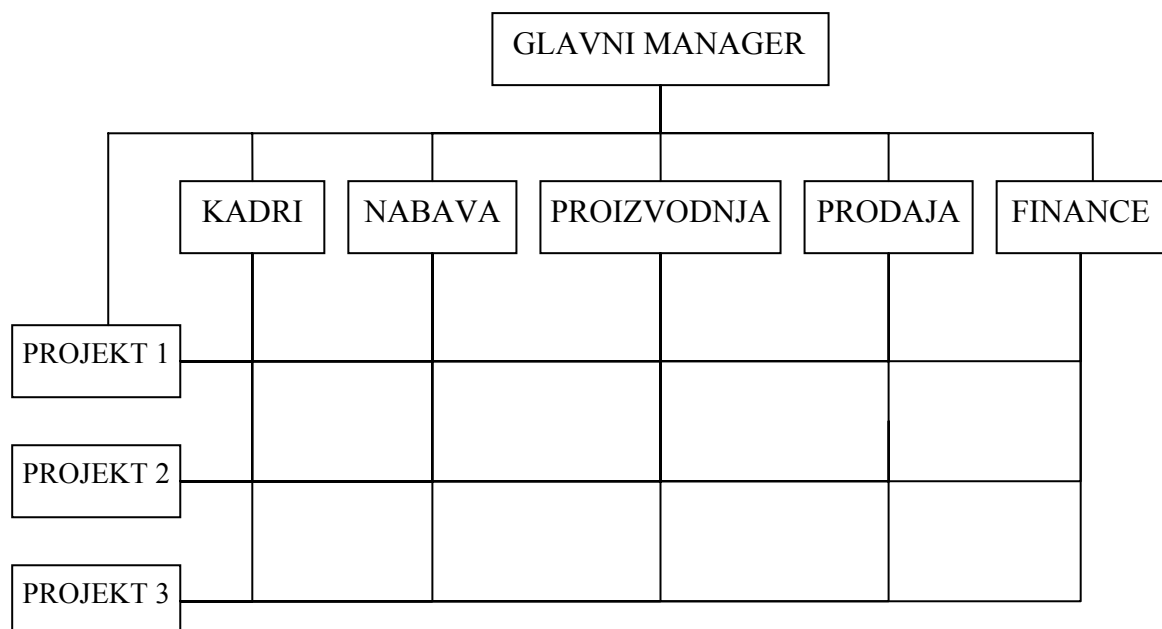 GLAVNI MANAGER
KADRI
NABAVA
PROIZVODNJA
PRODAJA
FINANCE
PROJEKT 1
PROJEKT 2
PROJEKT 3